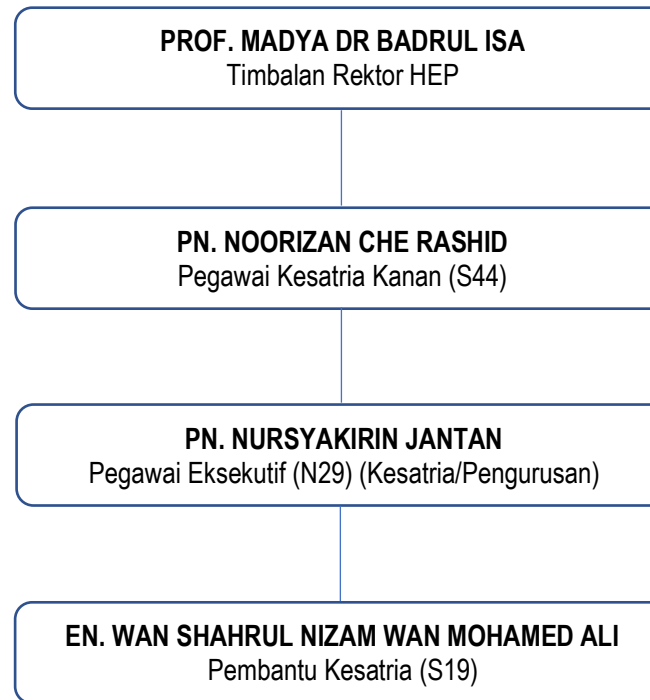 PROF. MADYA DR BADRUL ISA
Timbalan Rektor HEP
PN. NOORIZAN CHE RASHID
Pegawai Kesatria Kanan (S44)
PN. NURSYAKIRIN JANTAN
Pegawai Eksekutif (N29) (Kesatria/Pengurusan)
EN. WAN SHAHRUL NIZAM WAN MOHAMED ALI
Pembantu Kesatria (S19)